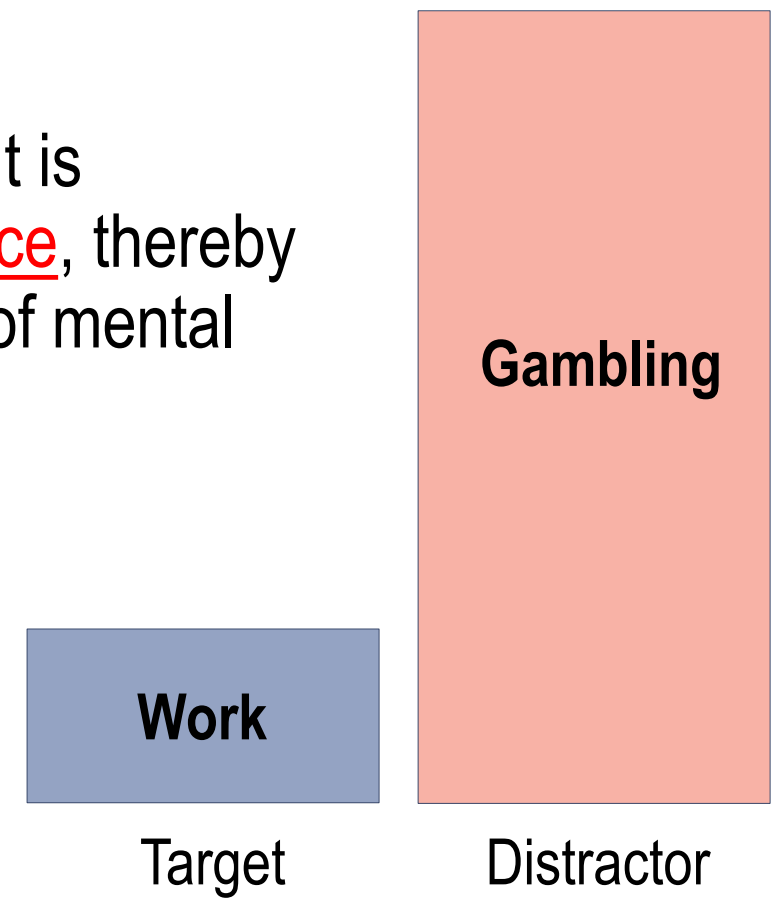 t is
ce, thereby
of mental
Gambling
Work
Target
Distractor